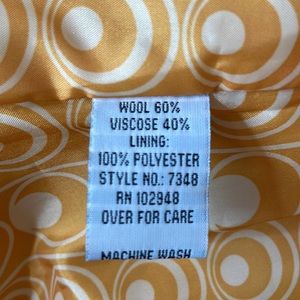 WOOL 60%
VISCOSE 40%
LINING:
100% POLYESTER
STYLE NO.: 7348
RN 102948
OVER FOR CARE
MACHINE WASH